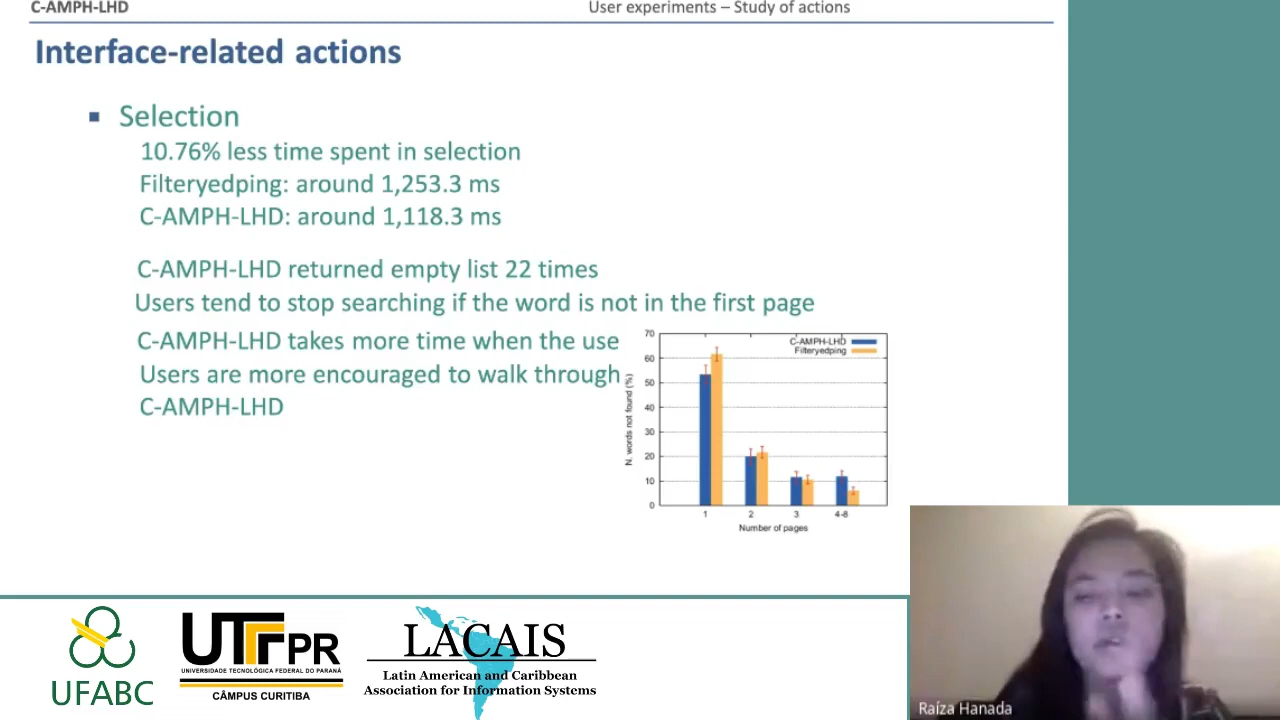 C-AMPH-LHD
User experiments – Study of actions
Interface-related actions
Selection
10.76% less time spent in selection
Filteryedping: around 1,253.3 ms
C-AMPH-LHD: around 1,118.3 ms
C-AMPH-LHD returned empty list 22 times
Users tend to stop searching if the word is not in the first page
C-AMPH-LHD takes more time when the use
Users are more encouraged to walk through
C-AMPH-LHD
N. words not found (%)
70
60
50
40
30
20
10
0
C-AMPH-LHD
Filteryedping
1
2
3
4-8
Number of pages
UFABC
UTFPR
UNIVERSIDADE TECNOLÓGICA FEDERAL DO PARANÁ
CÂMPUS CURITIBA
LACAIS
Latin American and Caribbean
Association for Information Systems
Raíza Hanada